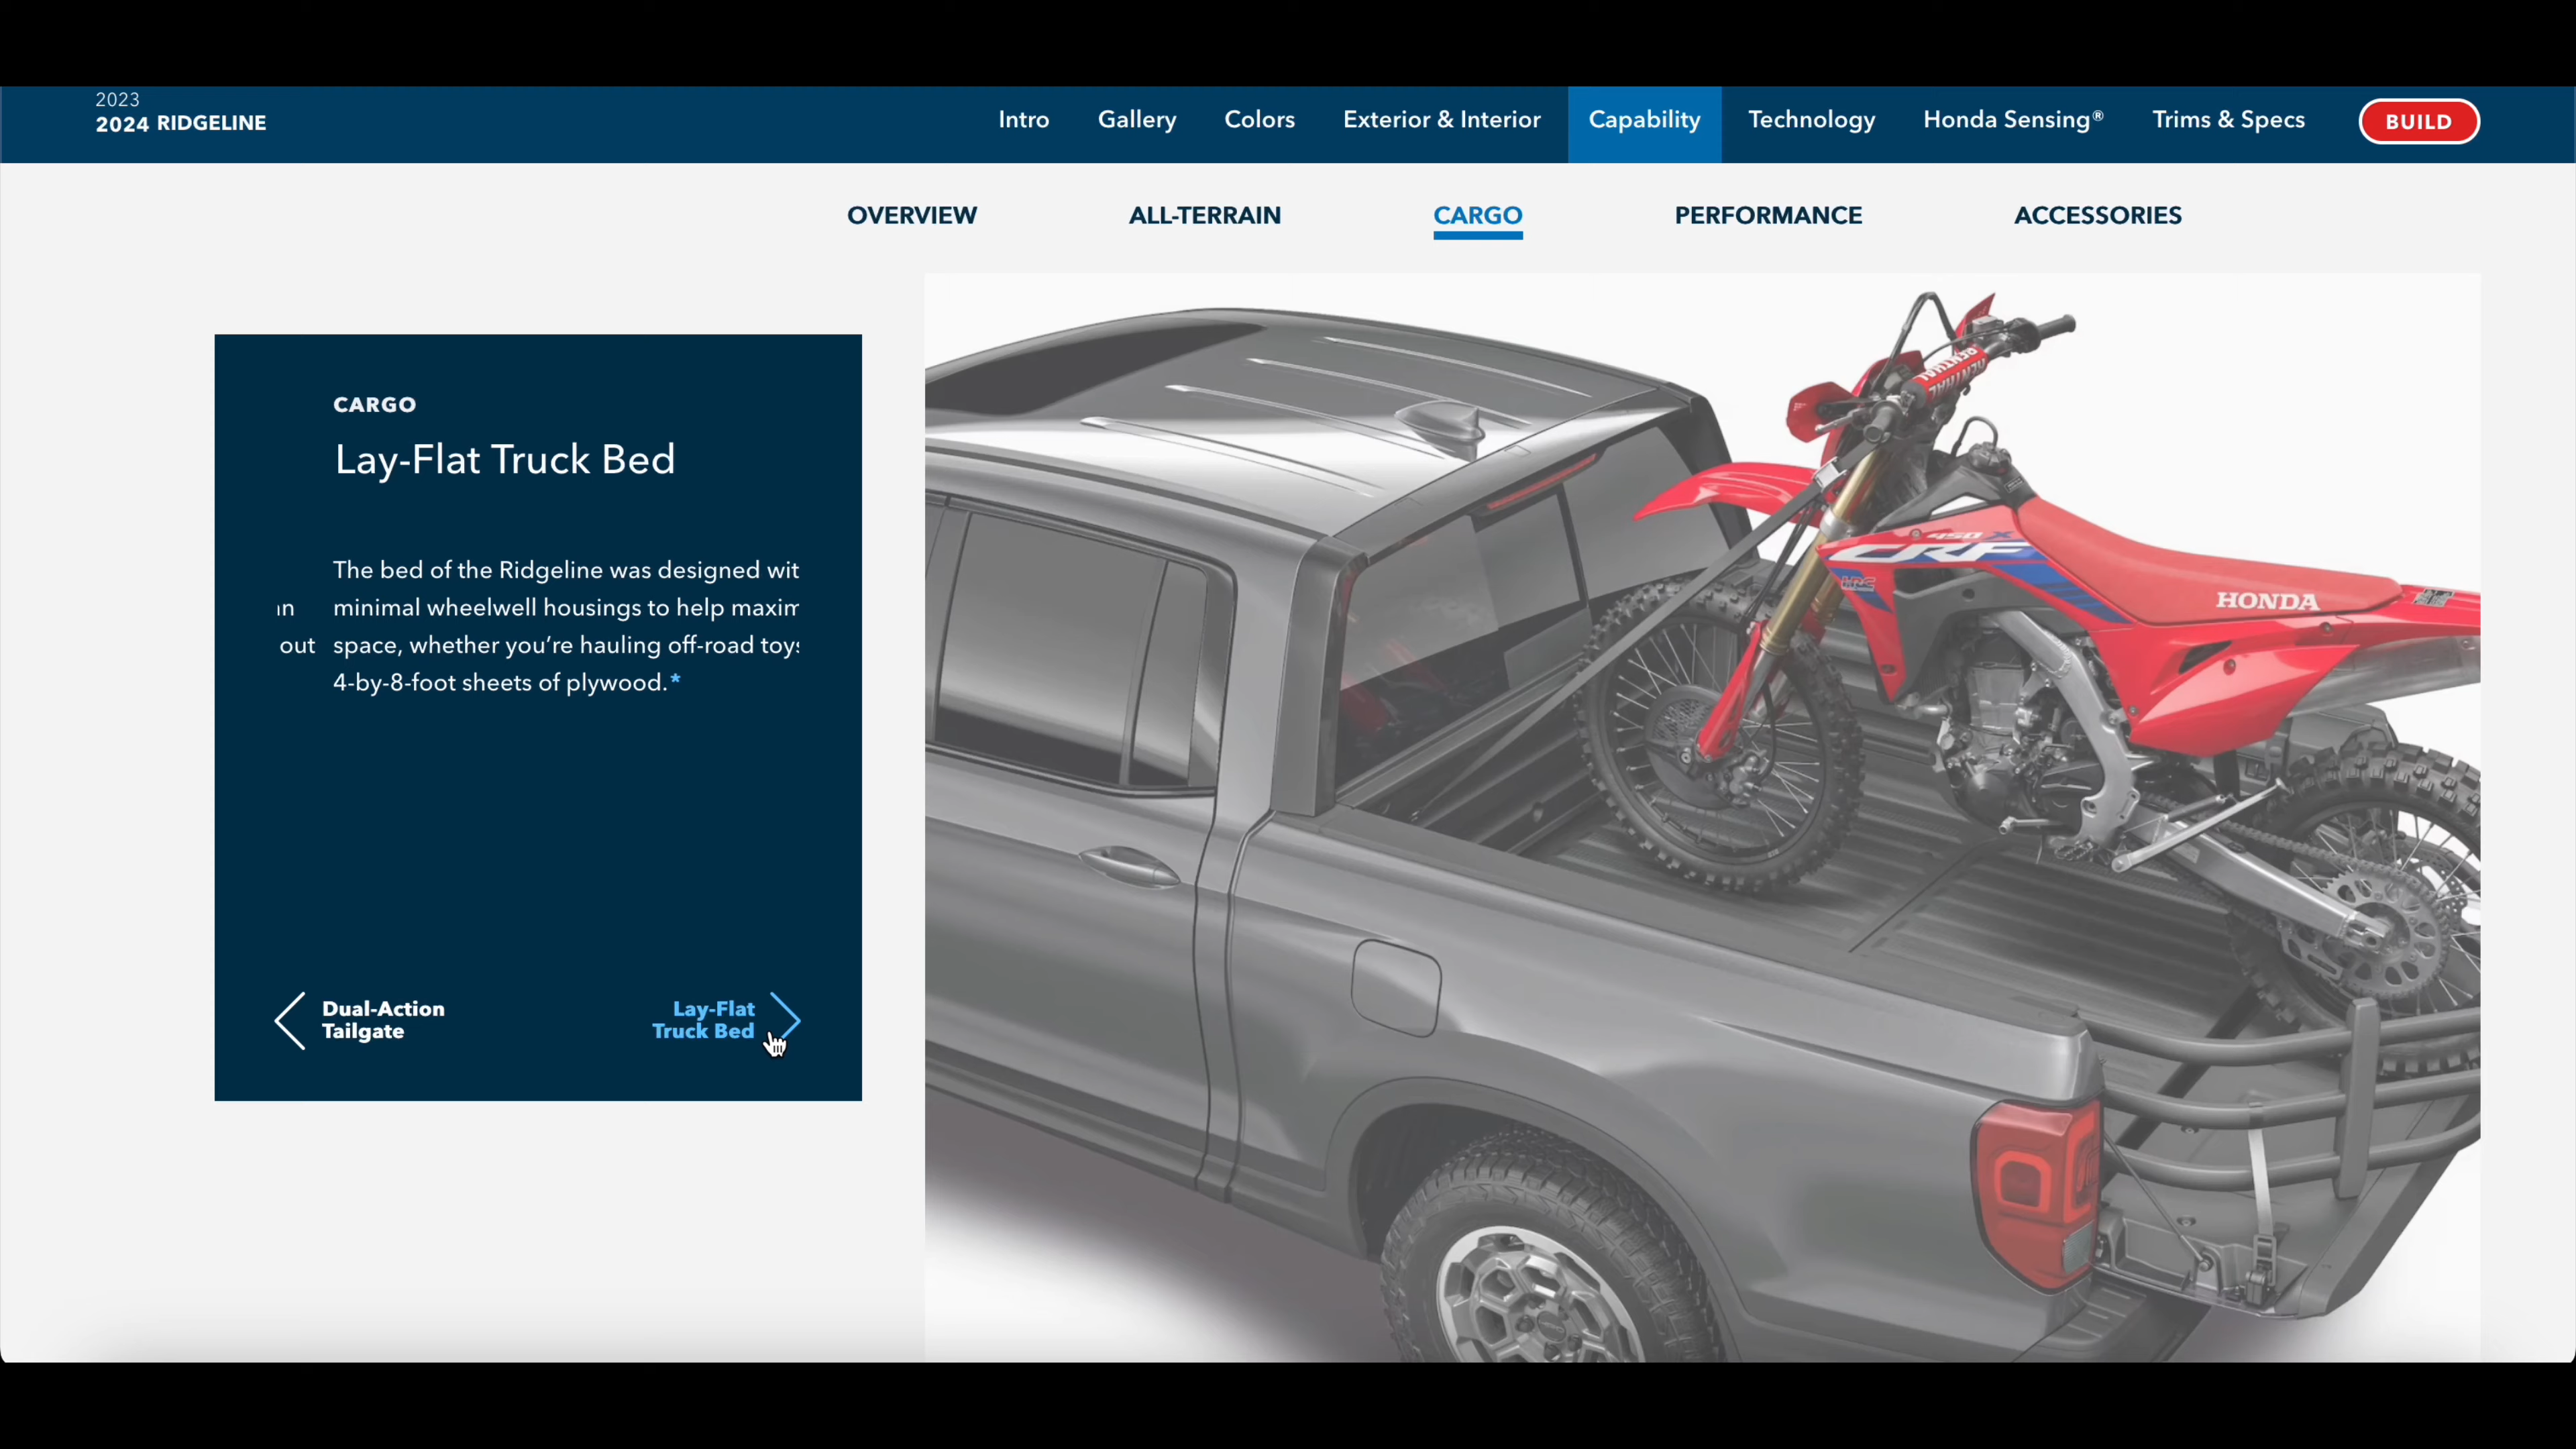 2023
2024 RIDGELINE
Intro
Gallery
Colors
Exterior & Interior
Capability
Technology
Honda Sensing®
Trims & Specs
BUILD
OVERVIEW
ALL-TERRAIN
CARGO
PERFORMANCE
ACCESSORIES
CARGO
Lay-Flat Truck Bed
The bed of the Ridgeline was designed wit
minimal wheelwell housings to help maxim
out space, whether you’re hauling off-road toys
4-by-8-foot sheets of plywood.*
Dual-Action
Tailgate
Lay-Flat
Truck Bed
RENTHAL
450 X
CRF
HRC
HONDA